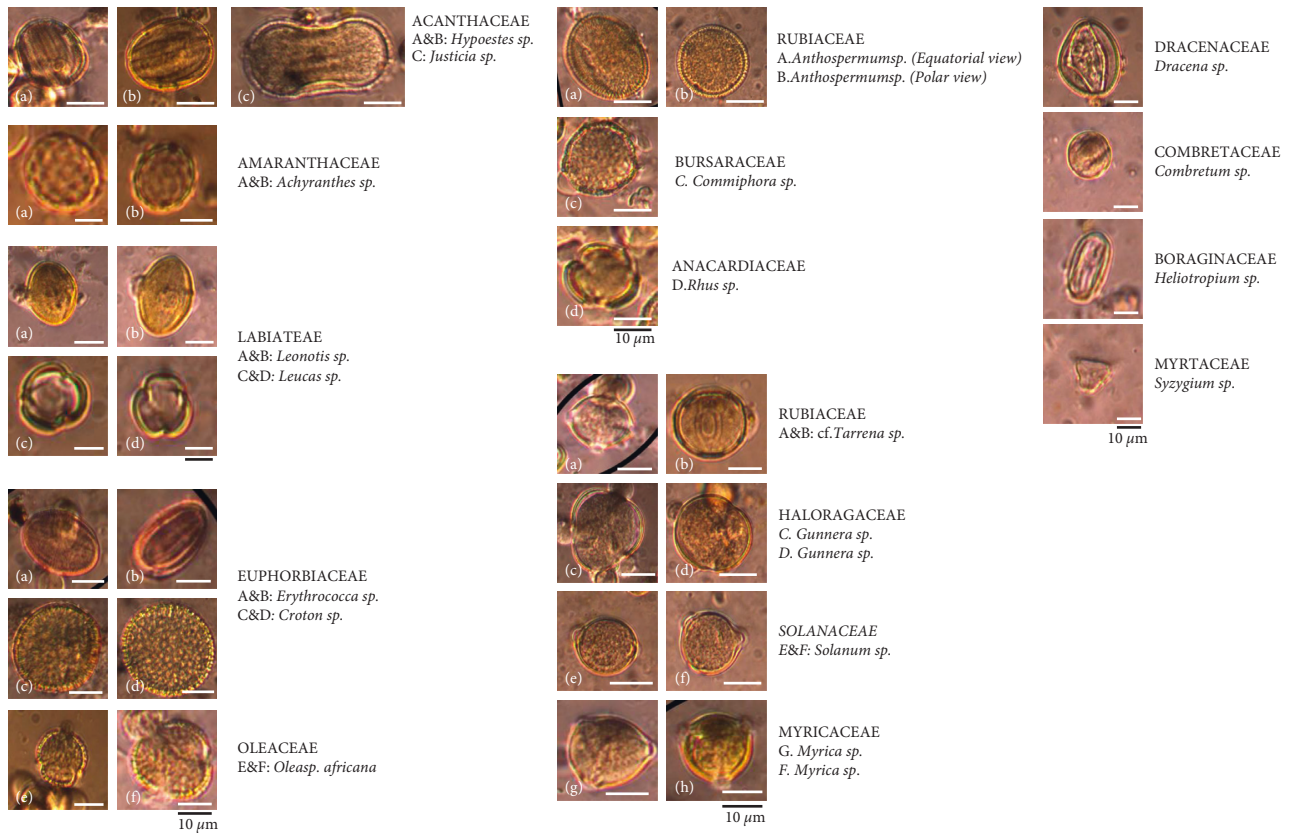 (a)
(b)
(c)
ACANTHACEAE
A&B: Hypoestes sp.
C: Justicia sp.
(a)
(b)
AMARANTHACEAE
A&B: Achyranthes sp.
(a)
(b)
(c)
(d)
LABIATEAE
A&B: Leonotis sp.
C&D: Leucas sp.
(a)
(b)
(c)
(d)
EUPHORBIACEAE
A&B: Erythrococca sp.
C&D: Croton sp.
(e)
(f)
OLEACEAE
E&F: Oleasp. africana
10 µm
(a)
(b)
RUBIACEAE
A.Anthospermumsp. (Equatorial view)
B.Anthospermumsp. (Polar view)
(c)
BURSARACEAE
C. Commiphora sp.
(d)
ANACARDIACEAE
D.Rhus sp.
10 µm
(a)
(b)
RUBIACEAE
A&B: cf.Tarrena sp.
(c)
(d)
HALORAGACEAE
C. Gunnera sp.
D. Gunnera sp.
(e)
(f)
SOLANACEAE
E&F: Solanum sp.
(g)
(h)
MYRICACEAE
G. Myrica sp.
F. Myrica sp.
10 µm
DRACENACEAE
Dracena sp.
COMBRETACEAE
Combretum sp.
BORAGINACEAE
Heliotropium sp.
MYRTACEAE
Syzygium sp.
10 µm